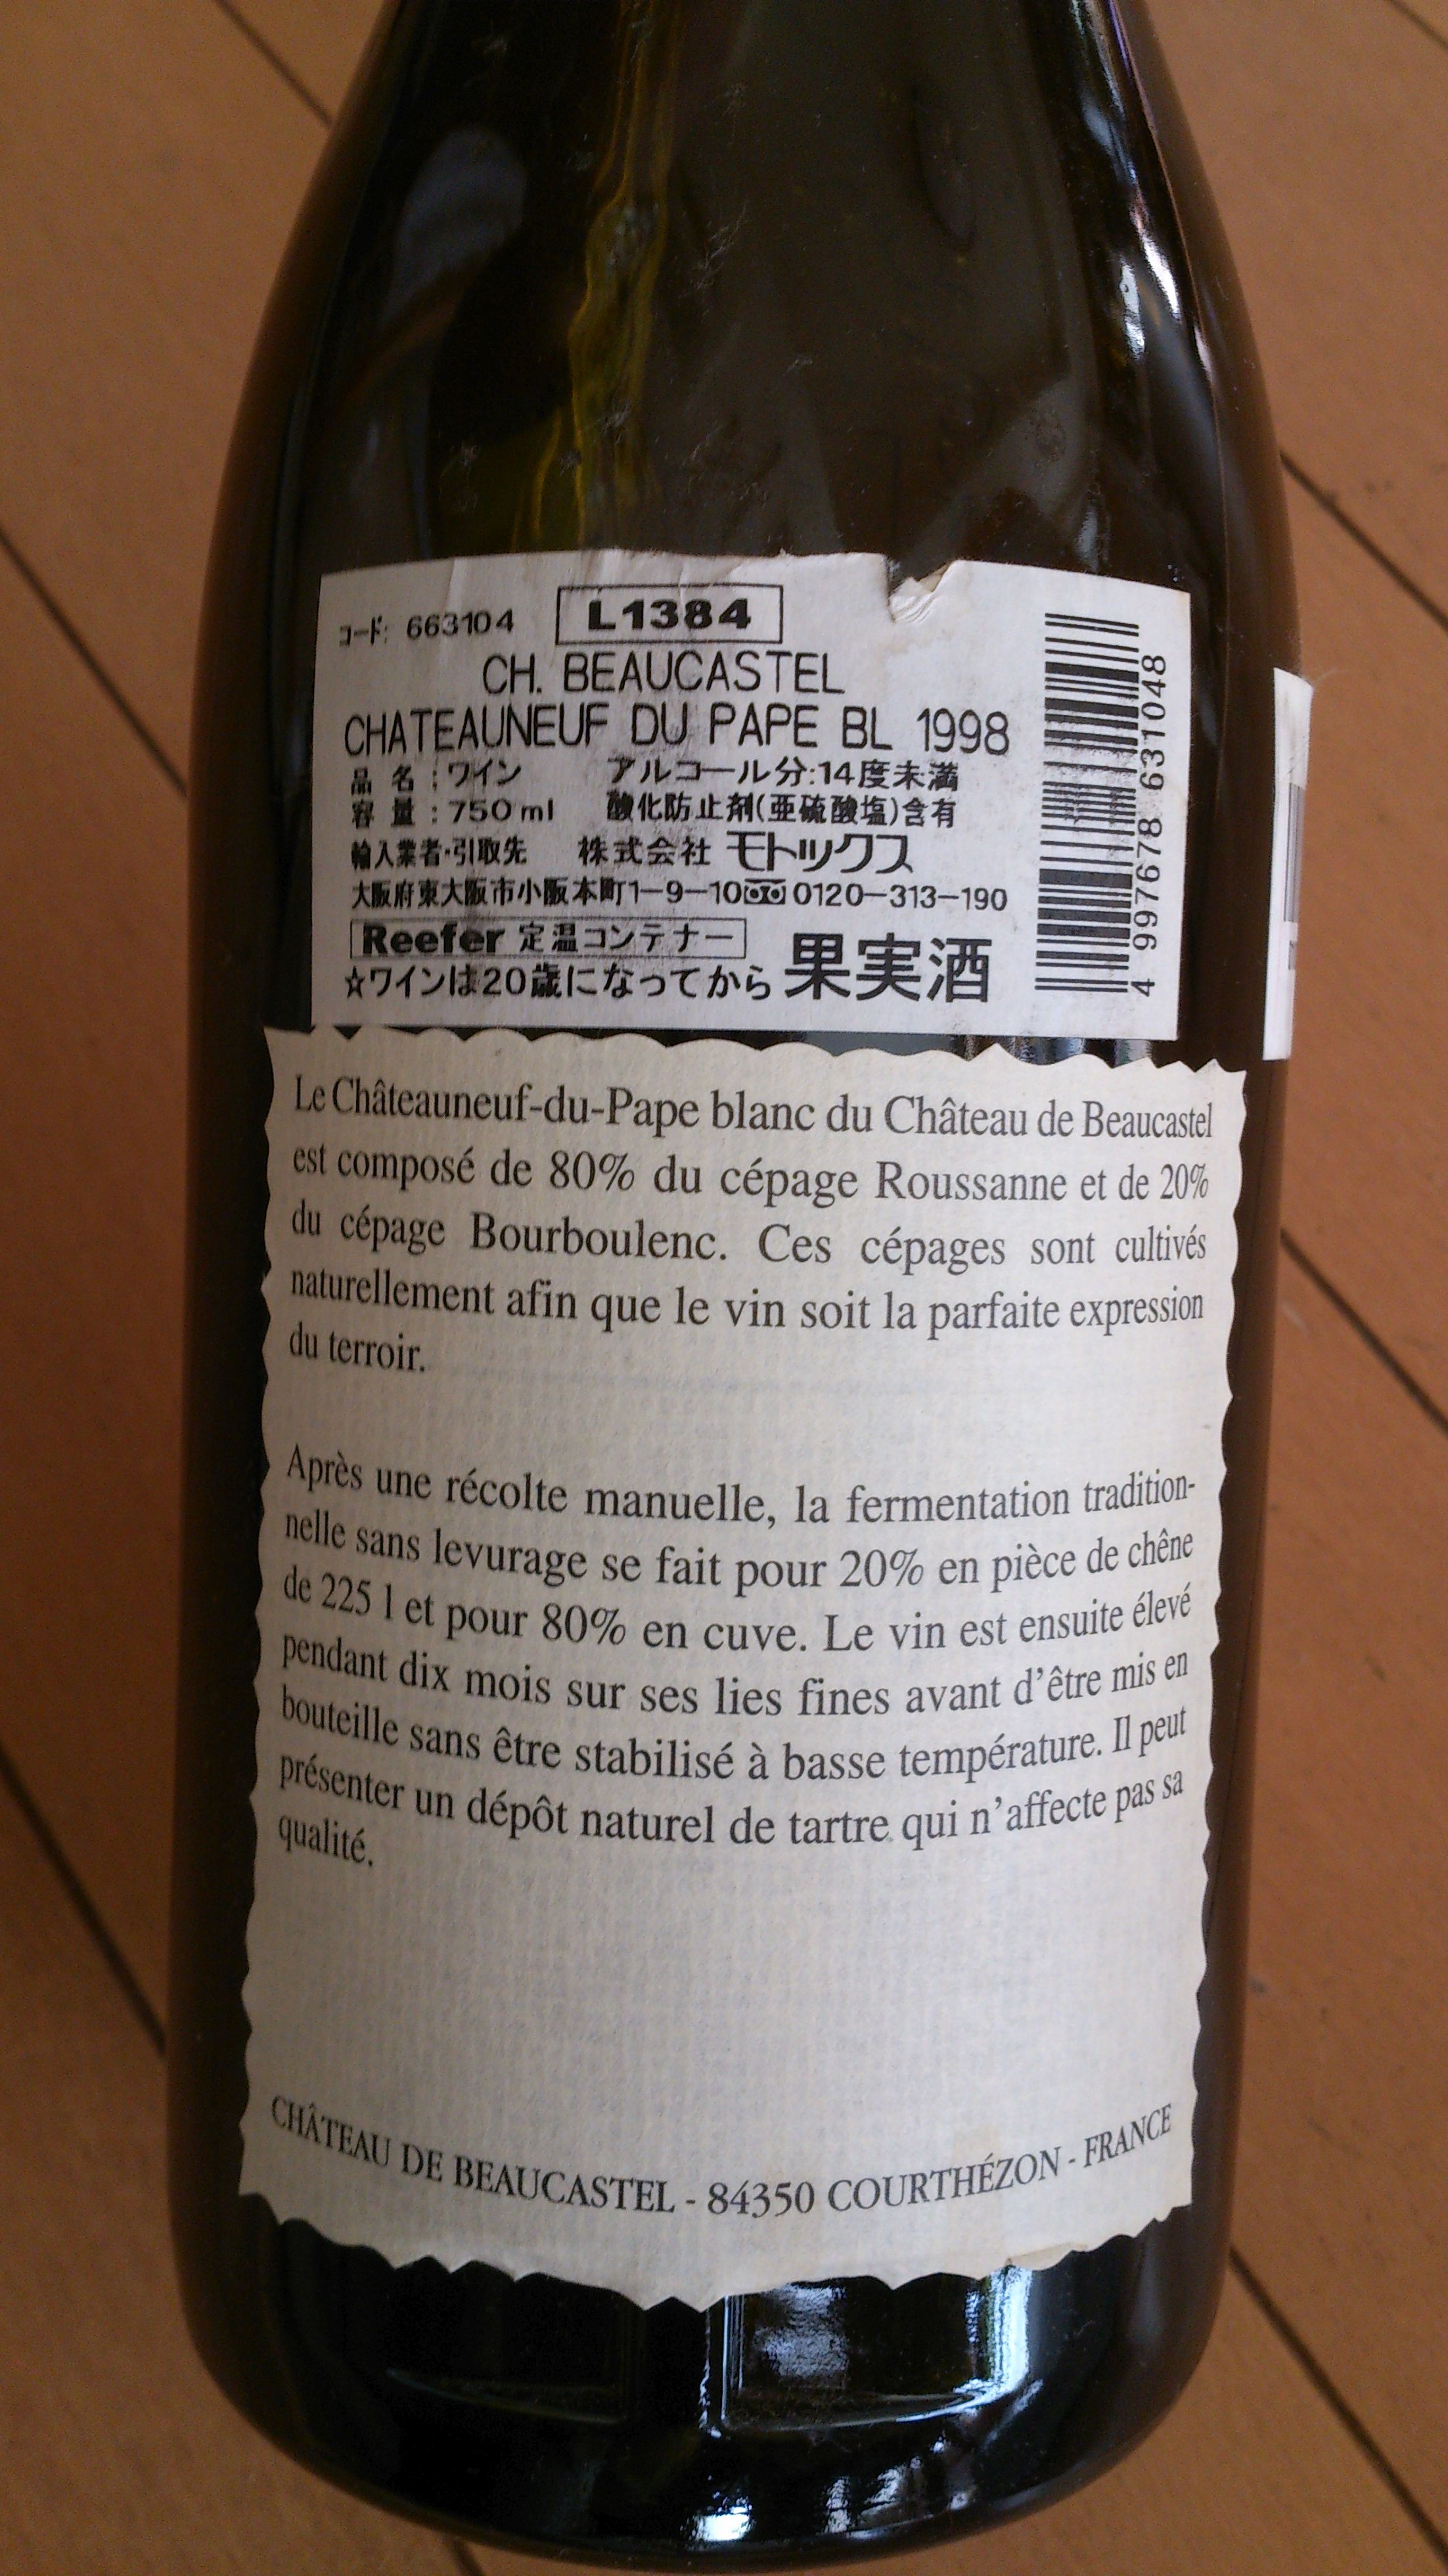 コード: 663104 L1384
CH. BEAUCASTEL
CHATEAUNEUF DU PAPE BL 1998
品 名 : ワイン アルコール分:14度未満
容 量 : 750ml 酸化防止剤(亜硫酸塩)含有
輸入業者・引取先 株式会社 モトックス
大阪府東大阪市小阪本町1-9-10 0120-313-190
Reefer 定温コンテナー
☆ワインは20歳になってから 果実酒
4 997678 631048
Le Châteauneuf-du-Pape blanc du Château de Beaucastel
est composé de 80% du cépage Roussanne et de 20%
du cépage Bourboulenc. Ces cépages sont cultivés
naturellement afin que le vin soit la parfaite expression
du terroir.
Après une récolte manuelle, la fermentation tradition-
nelle sans levurage se fait pour 20% en pièce de chêne
de 225 l et pour 80% en cuve. Le vin est ensuite élevé
pendant dix mois sur ses lies fines avant d'être mis en
bouteille sans être stabilisé à basse température. Il peut
présenter un dépôt naturel de tartre qui n'affecte pas sa
qualité.
CHÂTEAU DE BEAUCASTEL - 84350 COURTHÉZON - FRANCE